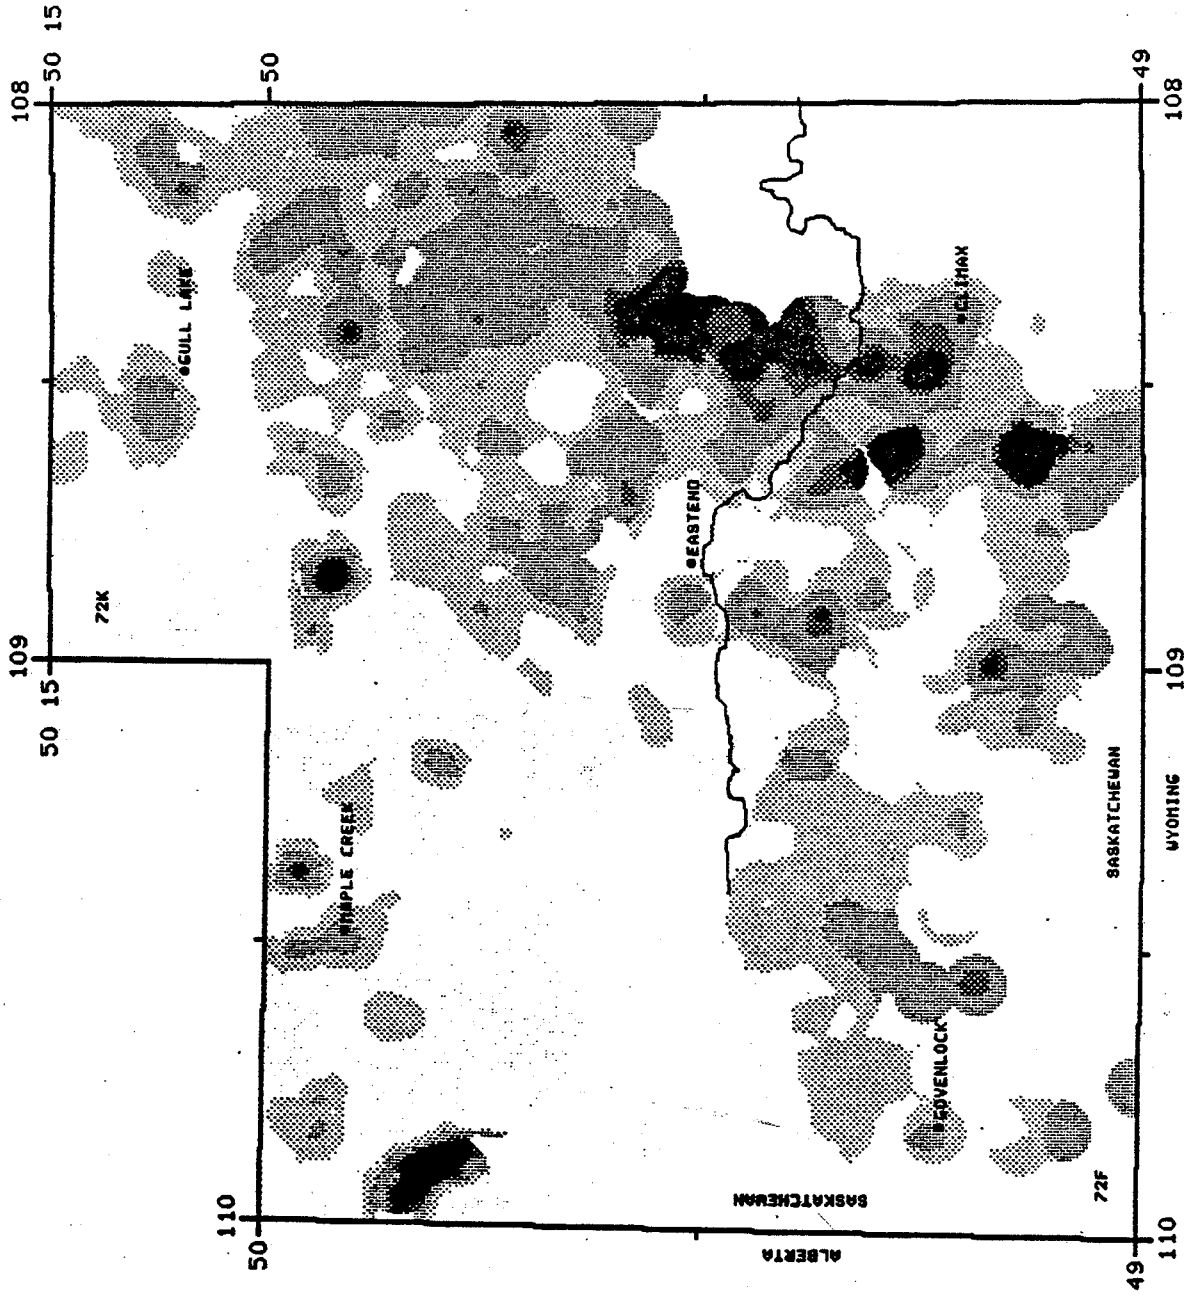 50 15
108
50
108
49
GULL LAKE
CLIMAX
72K
EASTEND
109
50 15
109
MAPLE CREEK
SASKATCHEWAN
WYOMING
GOVENLOCK
72F
SASKATCHEWAN
ALBERTA
110
50
49
110